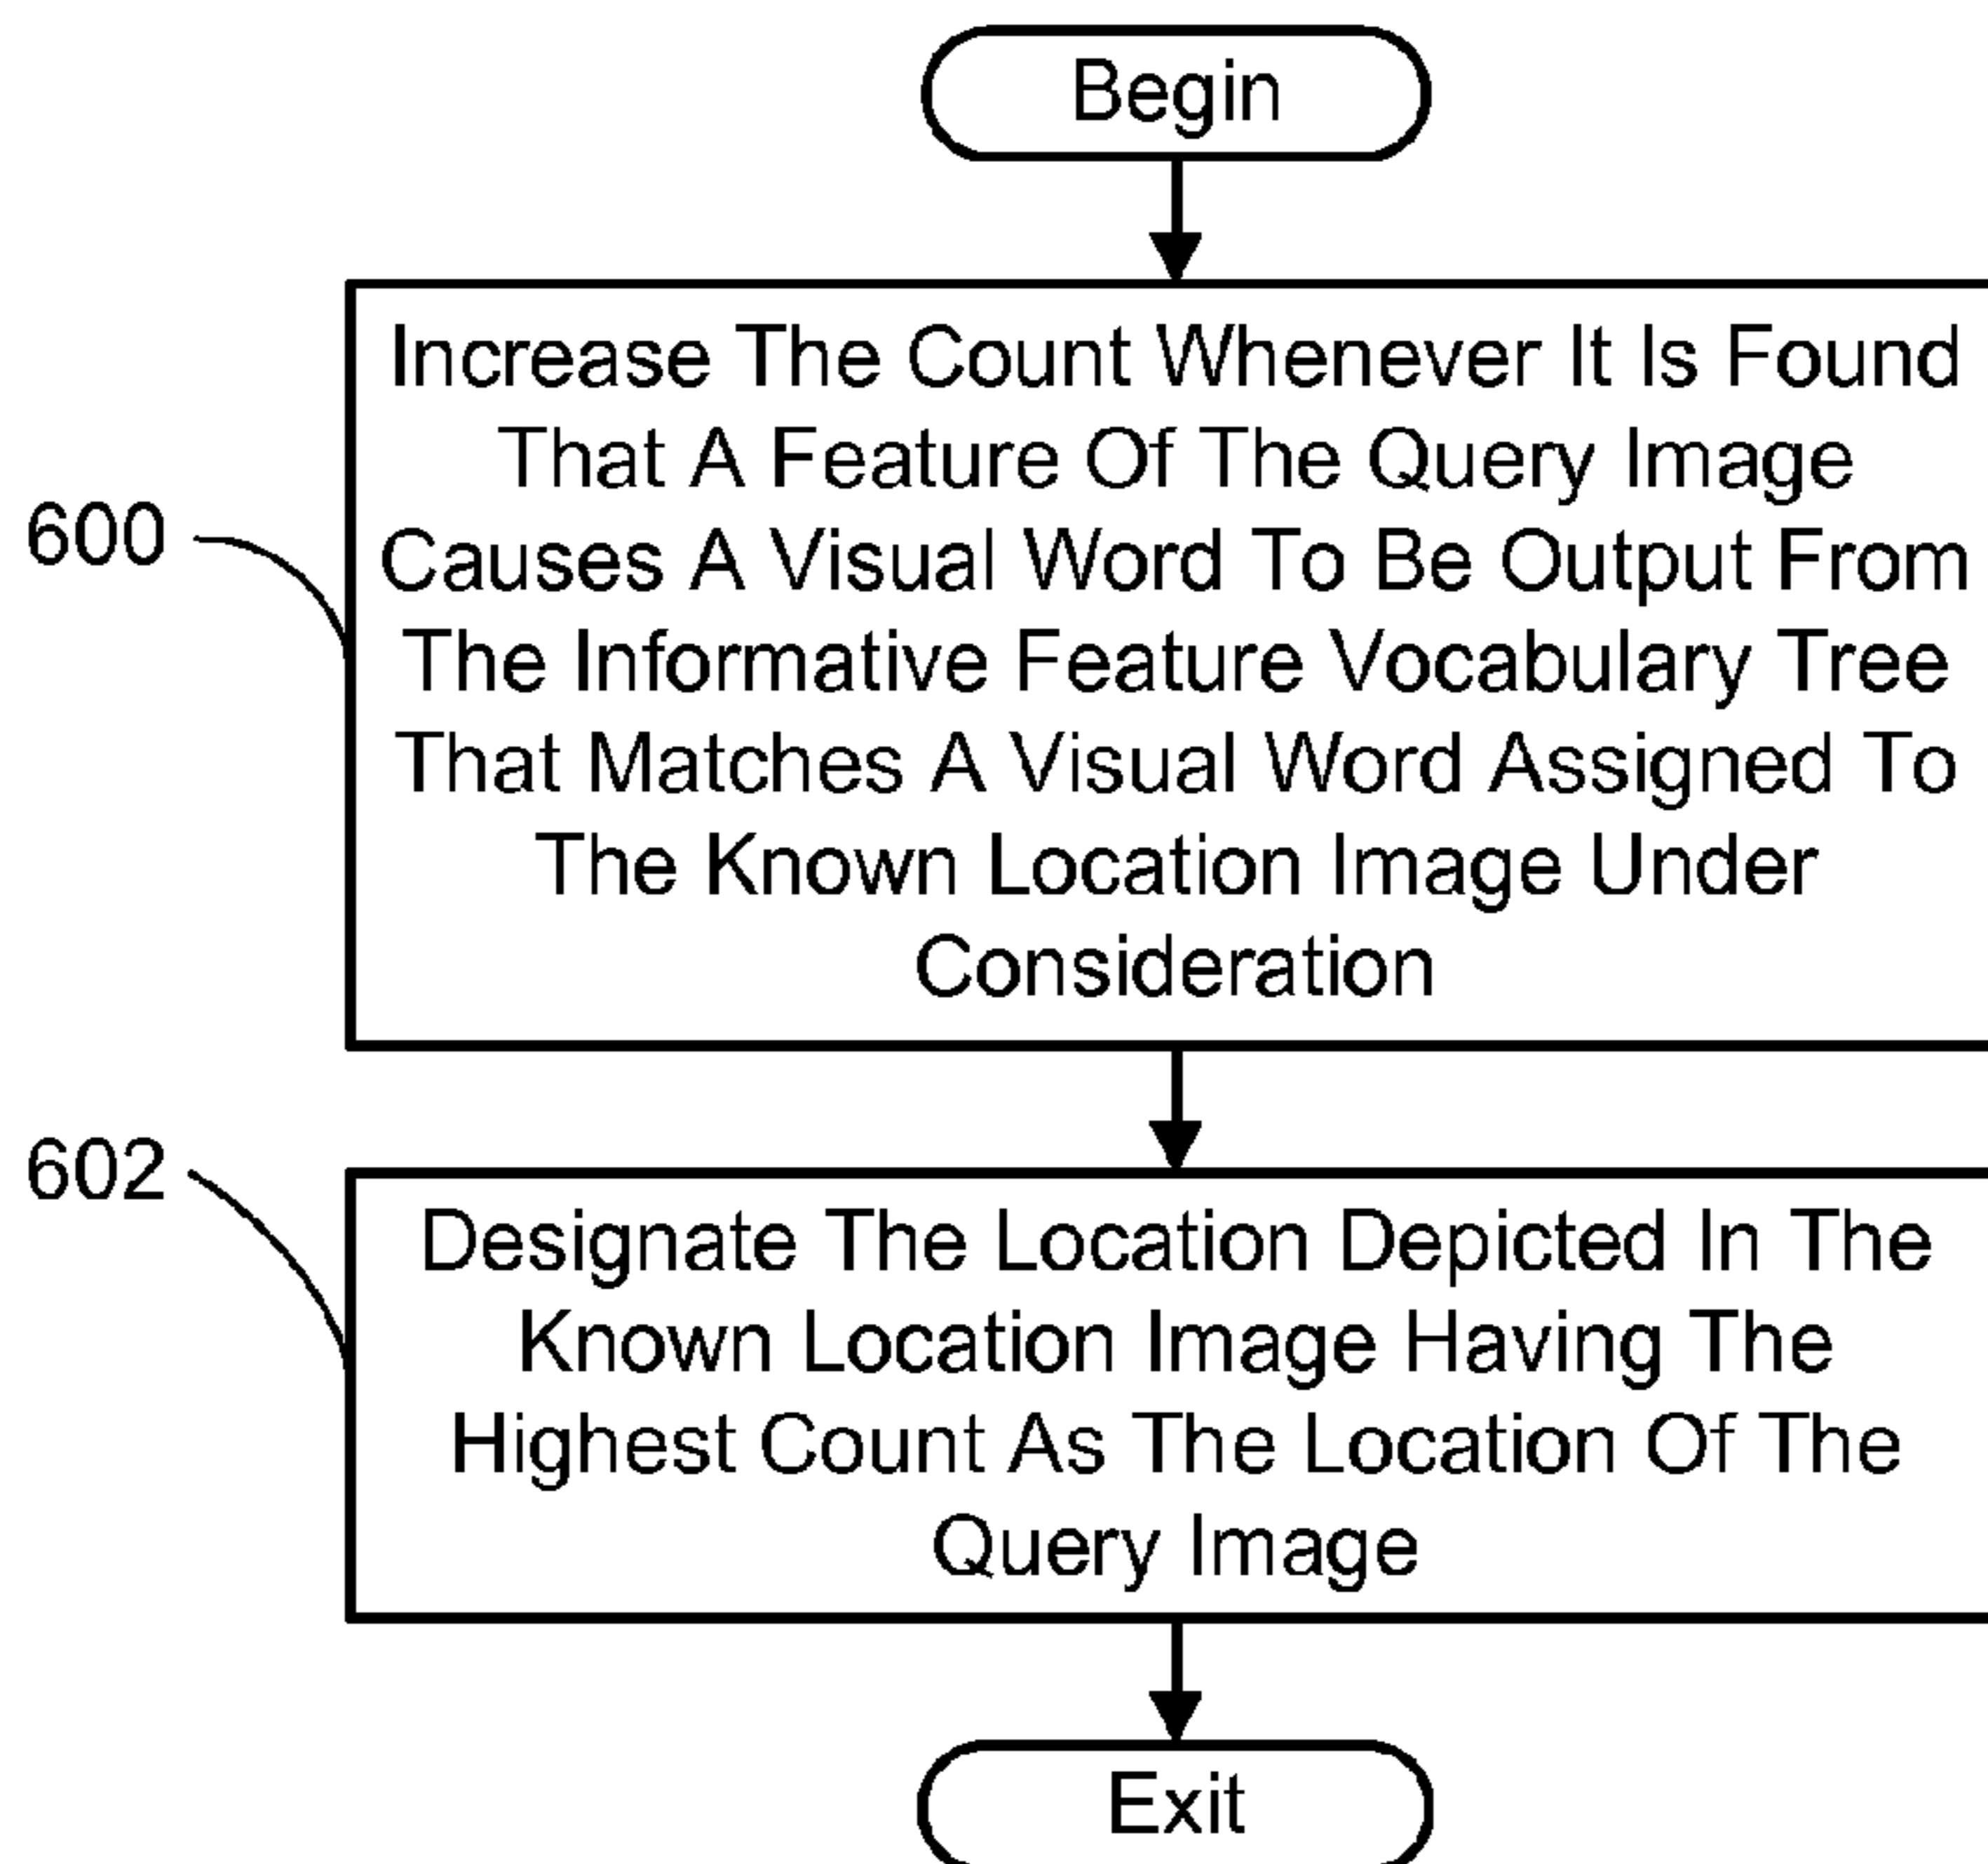 Begin
Increase The Count Whenever It Is Found
That A Feature Of The Query Image
Causes A Visual Word To Be Output From
The Informative Feature Vocabulary Tree
That Matches A Visual Word Assigned To
The Known Location Image Under
Consideration
600
Designate The Location Depicted In The
Known Location Image Having The
Highest Count As The Location Of The
Query Image
602
Exit